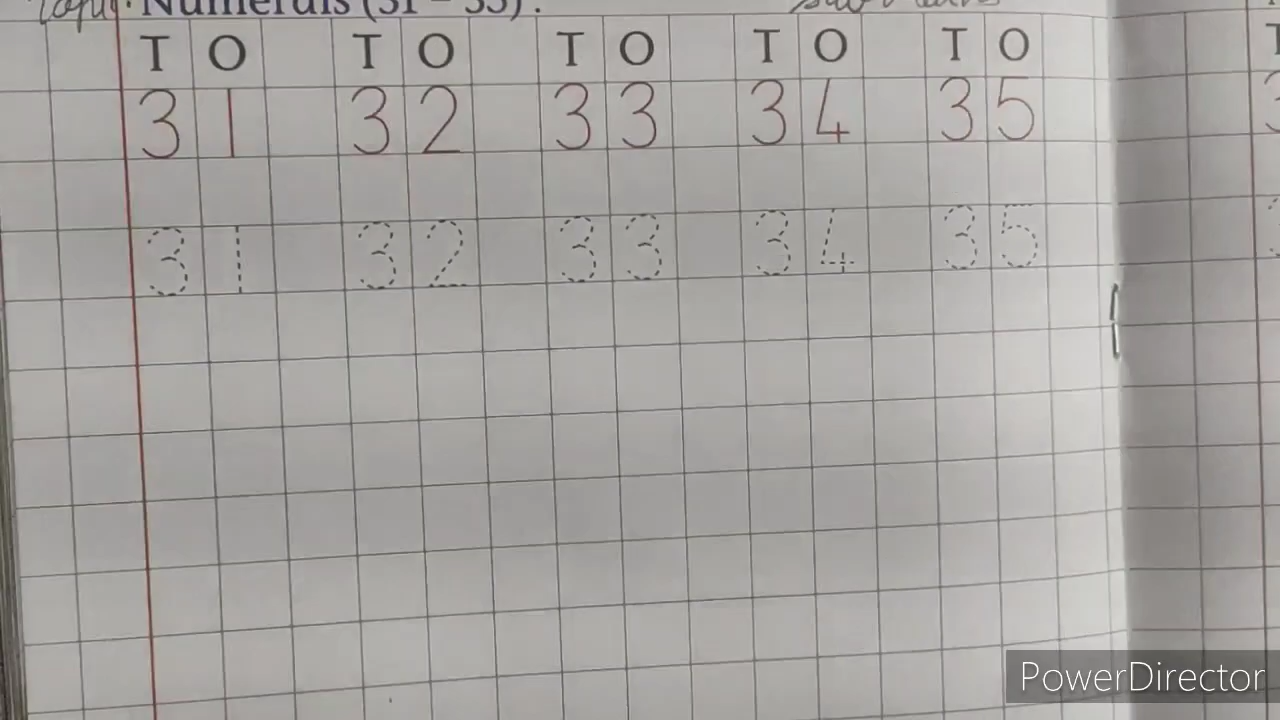 Numerals (31 – 35).
T O T O T O T O T O
31 32 33 34 35
31 32 33 34 35
PowerDirector